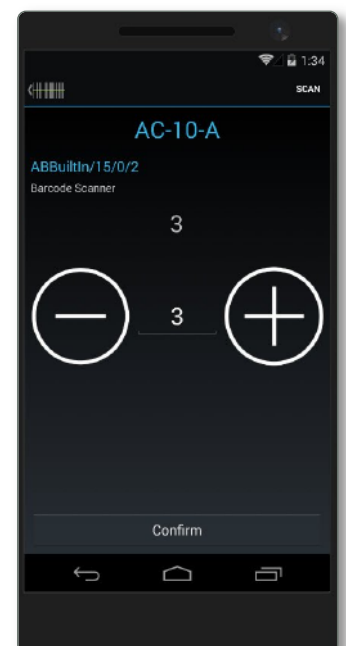 1:34
SCAN
AC-10-A
ABBuiltIn/15/0/2
Barcode Scanner
3
3
Confirm